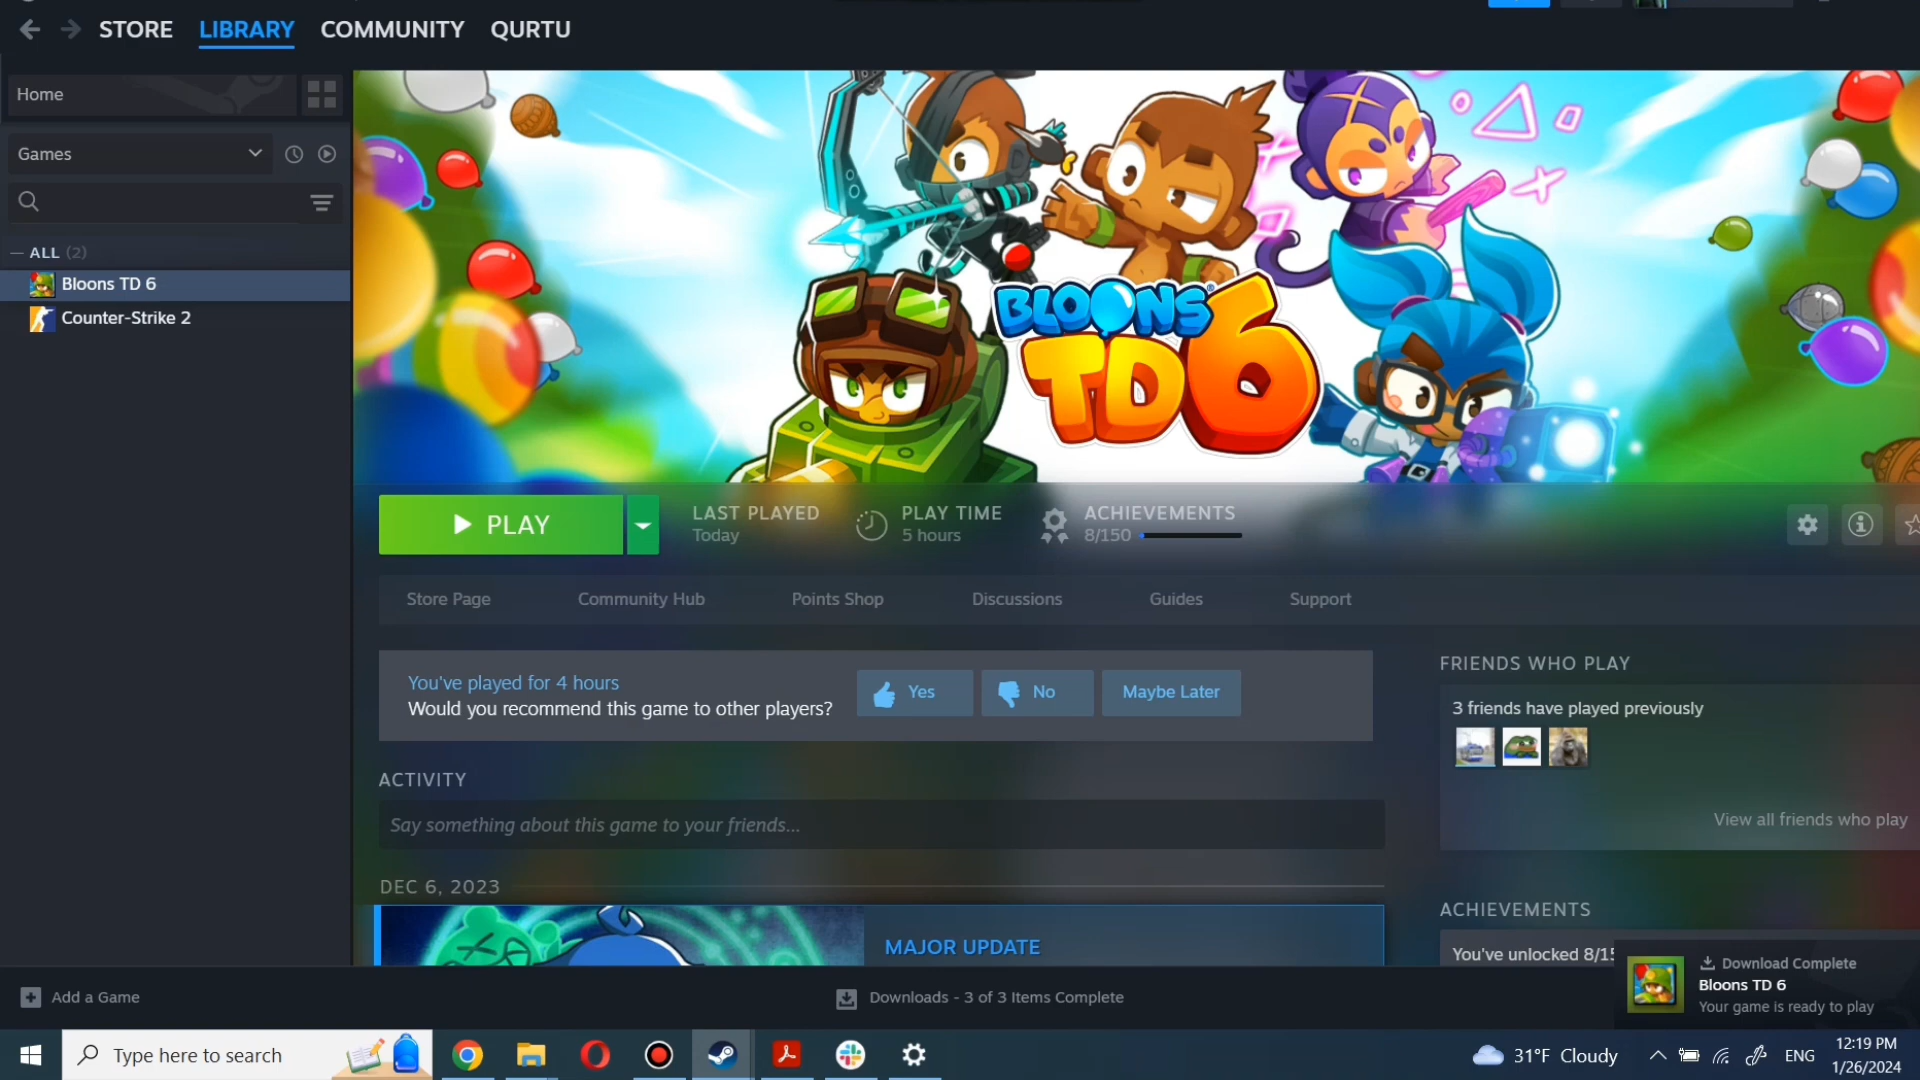 STORE LIBRARY COMMUNITY QURTU
Home
Games
ALL (2)
Bloons TD 6
Counter-Strike 2
BLOONS
TD6
PLAY
LAST PLAYED
Today
PLAY TIME
5 hours
ACHIEVEMENTS
8/150
Store Page Community Hub Points Shop Discussions Guides Support
You've played for 4 hours
Would you recommend this game to other players?
Yes No Maybe Later
FRIENDS WHO PLAY
3 friends have played previously
View all friends who play
ACTIVITY
Say something about this game to your friends...
DEC 6, 2023
MAJOR UPDATE
ACHIEVEMENTS
You've unlocked 8/15
Download Complete
Bloons TD 6
Your game is ready to play
Add a Game
Downloads - 3 of 3 Items Complete
Type here to search
31°F Cloudy
ENG
12:19 PM
1/26/2024